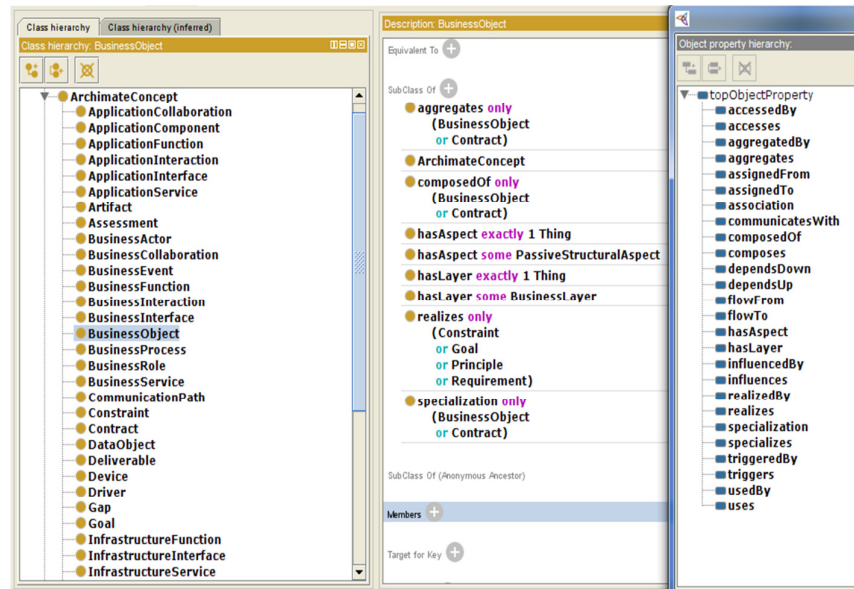 Class hierarchy
Class hierarchy (inferred)
Class hierarchy: BusinessObject
ArchimateConcept
ApplicationCollaboration
ApplicationComponent
ApplicationFunction
ApplicationInteraction
ApplicationInterface
ApplicationService
Artifact
Assessment
BusinessActor
BusinessCollaboration
BusinessEvent
BusinessFunction
BusinessInteraction
BusinessInterface
BusinessObject
BusinessProcess
BusinessRole
BusinessService
CommunicationPath
Constraint
Contract
DataObject
Deliverable
Device
Driver
Gap
Goal
InfrastructureFunction
InfrastructureInterface
InfrastructureService
Description: BusinessObject
Equivalent To
SubClass Of
aggregates only
(BusinessObject
or Contract)
ArchimateConcept
composedOf only
(BusinessObject
or Contract)
hasAspect exactly 1 Thing
hasAspect some PassiveStructuralAspect
hasLayer exactly 1 Thing
hasLayer some BusinessLayer
realizes only
(Constraint
or Goal
or Principle
or Requirement)
specialization only
(BusinessObject
or Contract)
SubClass Of (Anonymous Ancestor)
Members
Target for Key
Object property hierarchy:
topObjectProperty
accessedBy
accesses
aggregatedBy
aggregates
assignedFrom
assignedTo
association
communicatesWith
composedOf
composes
dependsDown
dependsUp
flowFrom
flowTo
hasAspect
hasLayer
influencedBy
influences
realizedBy
realizes
specialization
specializes
triggeredBy
triggers
usedBy
uses